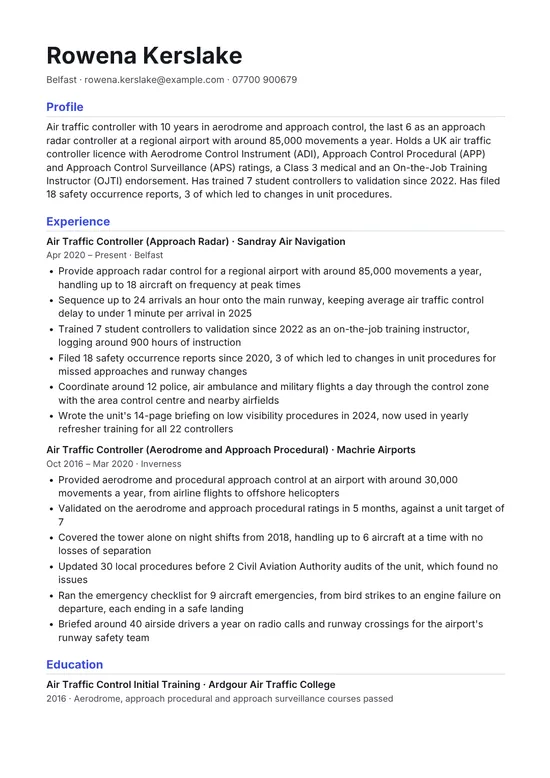 Rowena Kerslake
Belfast · rowena.kerslake@example.com · 07700 900679
Profile
Air traffic controller with 10 years in aerodrome and approach control, the last 6 as an approach
radar controller at a regional airport with around 85,000 movements a year. Holds a UK air traffic
controller licence with Aerodrome Control Instrument (ADI), Approach Control Procedural (APP)
and Approach Control Surveillance (APS) ratings, a Class 3 medical and an On-the-Job Training
Instructor (OJTI) endorsement. Has trained 7 student controllers to validation since 2022. Has filed
18 safety occurrence reports, 3 of which led to changes in unit procedures.
Experience
Air Traffic Controller (Approach Radar) · Sandray Air Navigation
Apr 2020 – Present · Belfast
• Provide approach radar control for a regional airport with around 85,000 movements a year,
handling up to 18 aircraft on frequency at peak times
• Sequence up to 24 arrivals an hour onto the main runway, keeping average air traffic control
delay to under 1 minute per arrival in 2025
• Trained 7 student controllers to validation since 2022 as an on-the-job training instructor,
logging around 900 hours of instruction
• Filed 18 safety occurrence reports since 2020, 3 of which led to changes in unit procedures for
missed approaches and runway changes
• Coordinate around 12 police, air ambulance and military flights a day through the control zone
with the area control centre and nearby airfields
• Wrote the unit's 14-page briefing on low visibility procedures in 2024, now used in yearly
refresher training for all 22 controllers
Air Traffic Controller (Aerodrome and Approach Procedural) · Machrie Airports
Oct 2016 – Mar 2020 · Inverness
• Provided aerodrome and procedural approach control at an airport with around 30,000
movements a year, from airline flights to offshore helicopters
• Validated on the aerodrome and approach procedural ratings in 5 months, against a unit target of
7
• Covered the tower alone on night shifts from 2018, handling up to 6 aircraft at a time with no
losses of separation
• Updated 30 local procedures before 2 Civil Aviation Authority audits of the unit, which found no
issues
• Ran the emergency checklist for 9 aircraft emergencies, from bird strikes to an engine failure on
departure, each ending in a safe landing
• Briefed around 40 airside drivers a year on radio calls and runway crossings for the airport's
runway safety team
Education
Air Traffic Control Initial Training · Ardgour Air Traffic College
2016 · Aerodrome, approach procedural and approach surveillance courses passed